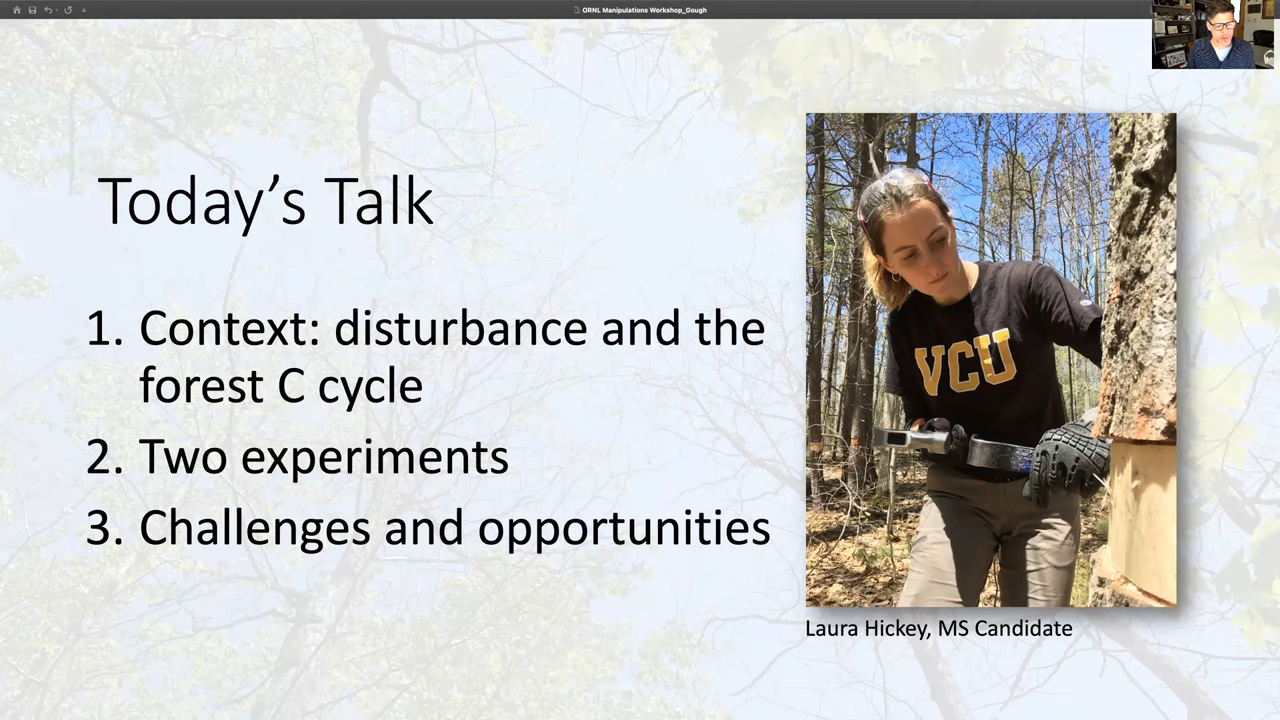 ORNL Manipulations Workshop_Gough
Today's Talk
1. Context: disturbance and the
forest C cycle
2. Two experiments
3. Challenges and opportunities
VCU
Laura Hickey, MS Candidate